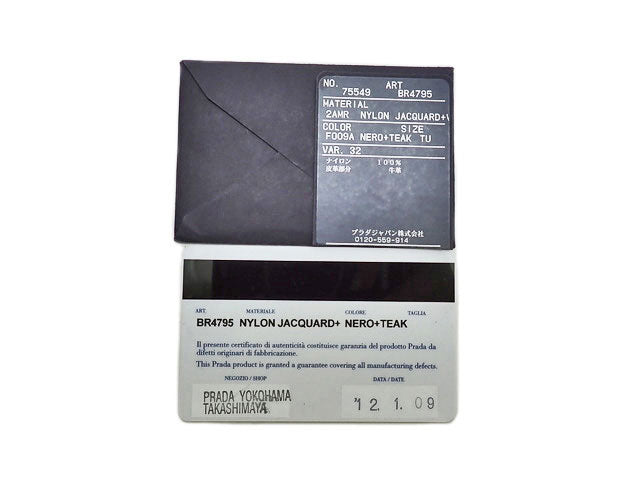 NO. ART
75549 BR4795
MATERIAL
2AMR NYLON JACQUARD+V
COLOR SIZE
F009A NERO+TEAK TU
VAR. 32
ナイロン 100%
皮革部分 牛革
プラダジャパン株式会社
0120-559-914
ART. MATERIALE COLORE TAGLIA
BR4795 NYLON JACQUARD+ NERO+TEAK
Il presente certificato di autenticità costituisce garanzia del prodotto Prada da
difetti originari di fabbricazione.
This Prada product is granted a guarantee covering all manufacturing defects.
NEGOZIO / SHOP DATA / DATE
PRADA YOKOHAMA
TAKASHIMAYA
'12. 1. 09